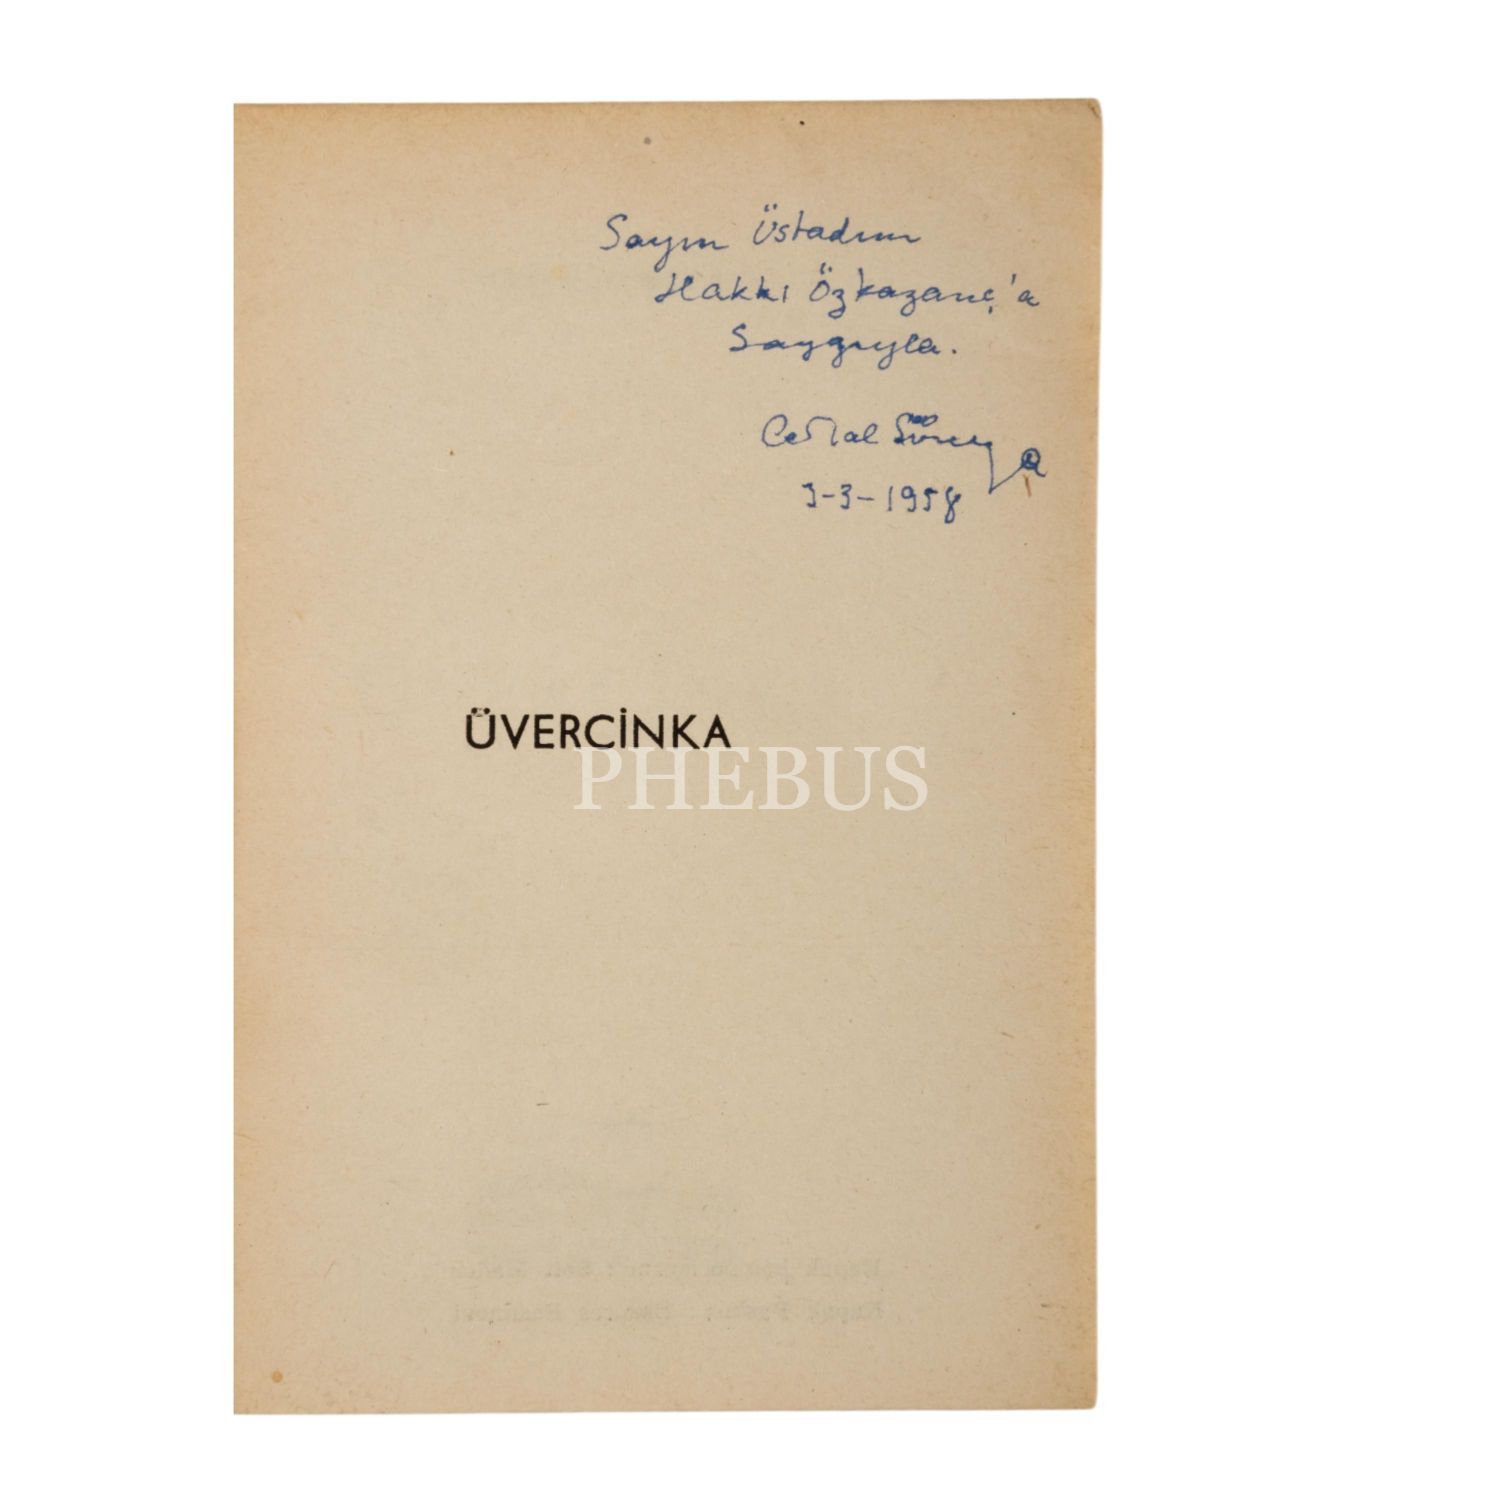 Sayın Üstadım
Hakkı Özkazanç'a
Saygıyla.
Cemal Süreya
3-3-1958
ÜVERCİNKA
PHEBUS